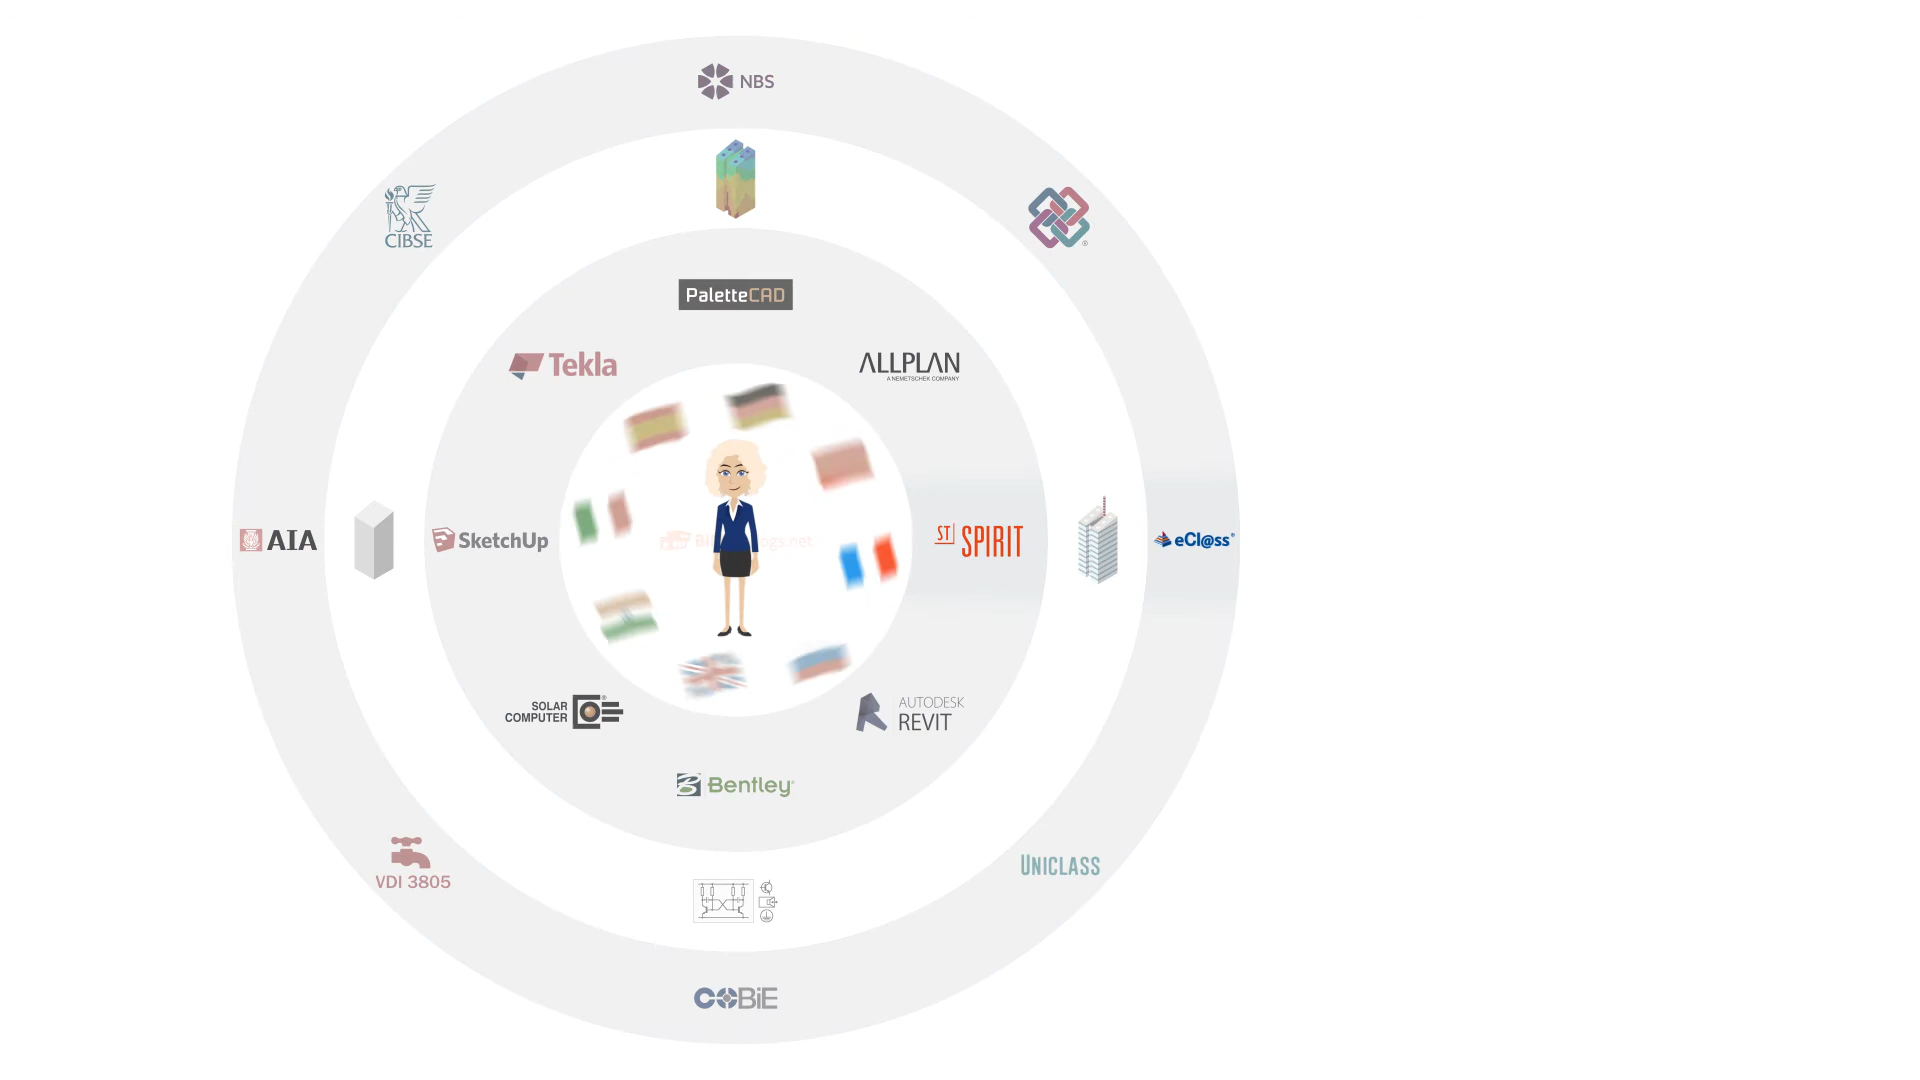 NBS
CIBSE
®
PaletteCAD
Tekla
ALLPLAN
A NEMETSCHEK COMPANY
AIA
SketchUp
ST SPIRIT
eCl@ss®
SOLAR
COMPUTER
®
AUTODESK
REVIT
Bentley®
VDI 3805
UNICLASS
COBiE